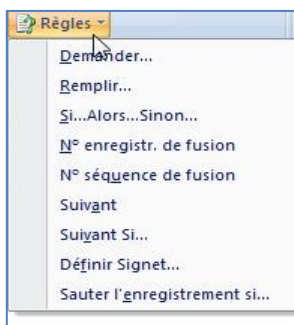 Règles
Demander...
Remplir...
Si...Alors...Sinon...
N° enregistr. de fusion
N° séquence de fusion
Suivant
Suivant Si...
Définir Signet...
Sauter l'enregistrement si...